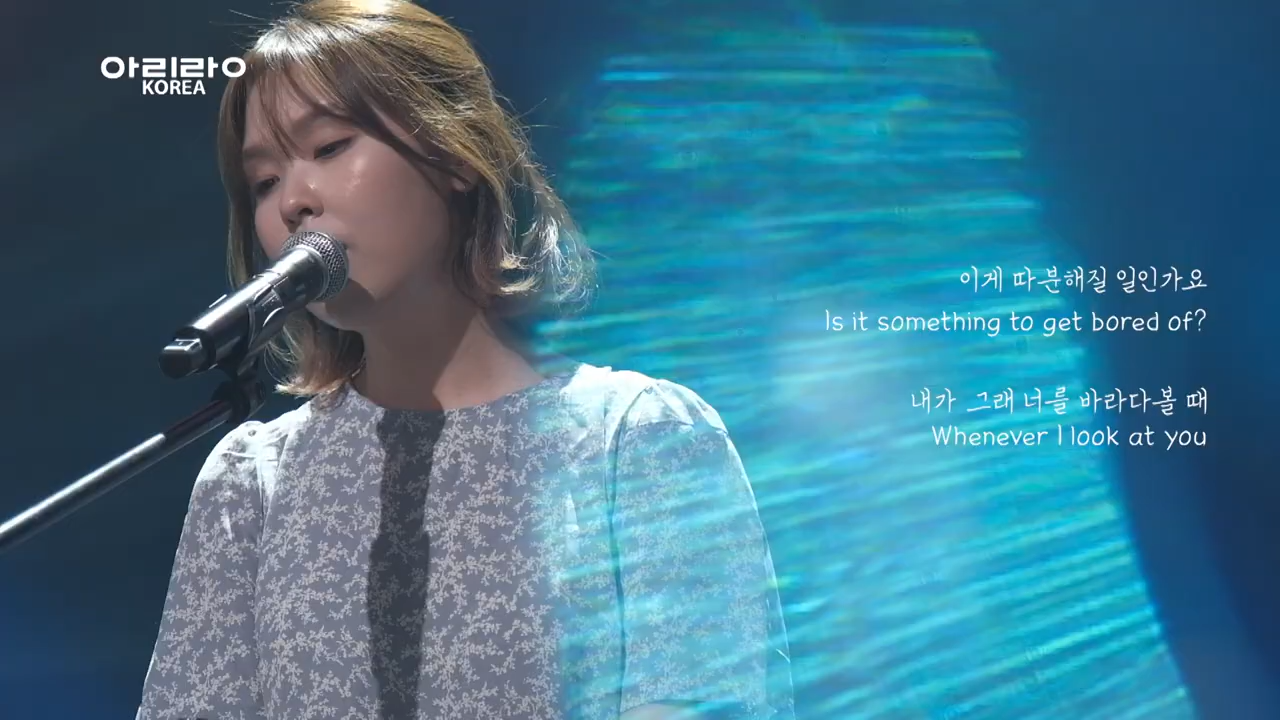 아리랑
KOREA
이게 따분해질 일인가요
Is it something to get bored of?
내가 그래 너를 바라다볼 때
Whenever I look at you